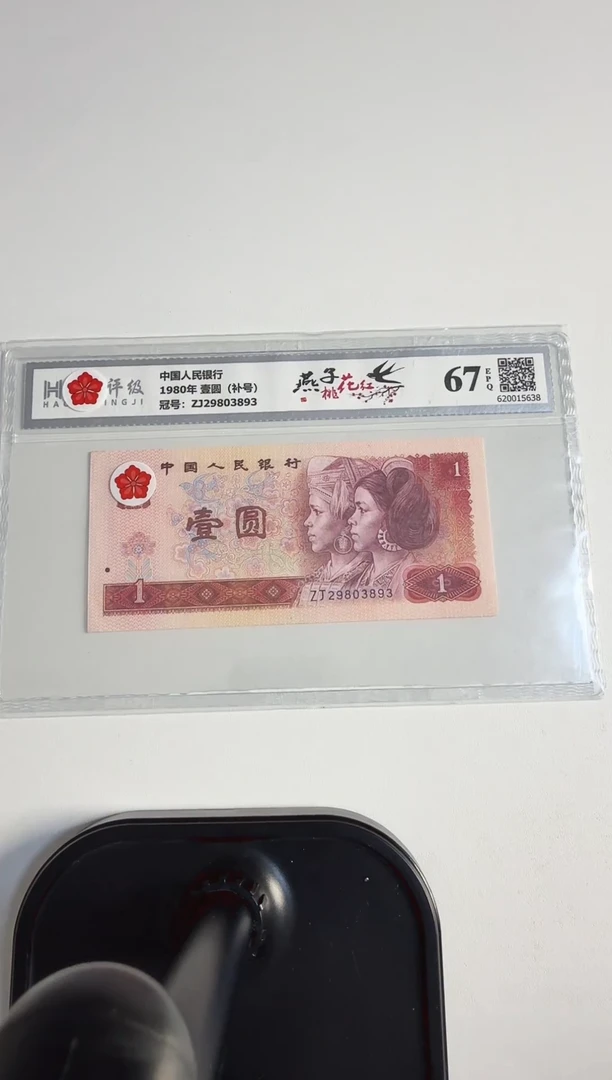 中国人民银行
1980年 壹圆（补号）
冠号：ZJ29803893
评级
燕子
桃花红
67
EPQ
620015638
中国人民银行
1
壹圆
1
ZJ29803893
1